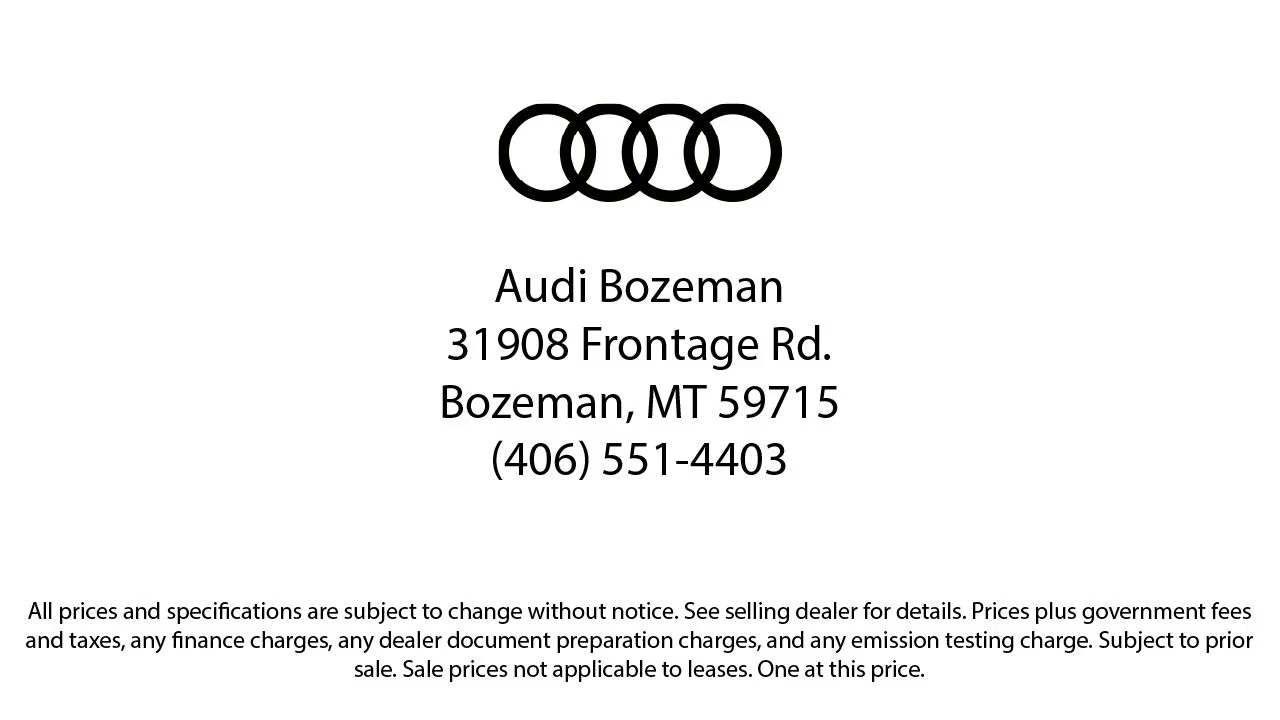 Audi Bozeman
31908 Frontage Rd.
Bozeman, MT 59715
(406) 551-4403
All prices and specifications are subject to change without notice. See selling dealer for details. Prices plus government fees
and taxes, any finance charges, any dealer document preparation charges, and any emission testing charge. Subject to prior
sale. Sale prices not applicable to leases. One at this price.